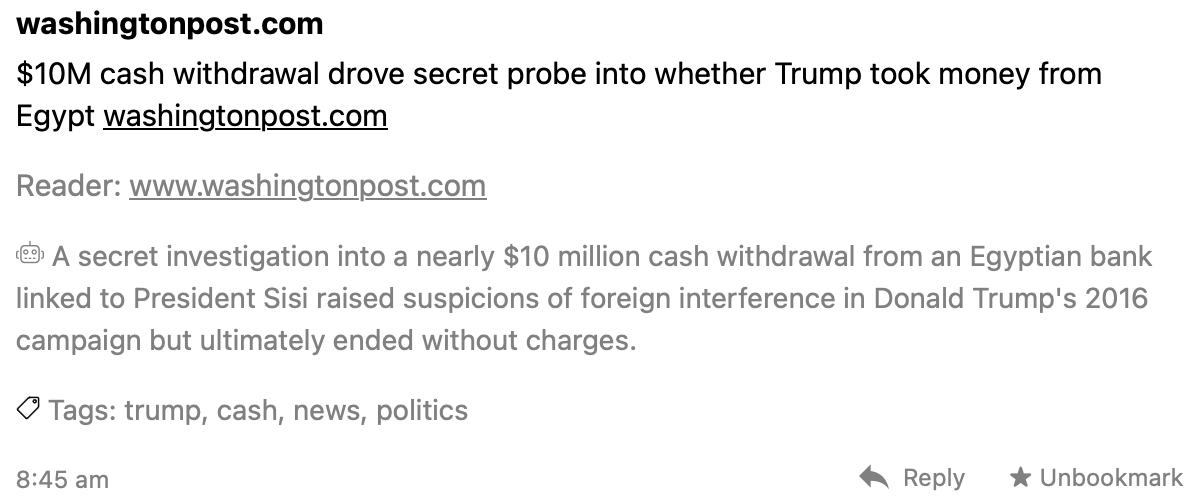 washingtonpost.com
$10M cash withdrawal drove secret probe into whether Trump took money from
Egypt washingtonpost.com
Reader: www.washingtonpost.com
A secret investigation into a nearly $10 million cash withdrawal from an Egyptian bank
linked to President Sisi raised suspicions of foreign interference in Donald Trump's 2016
campaign but ultimately ended without charges.
Tags: trump, cash, news, politics
8:45 am Reply Unbookmark